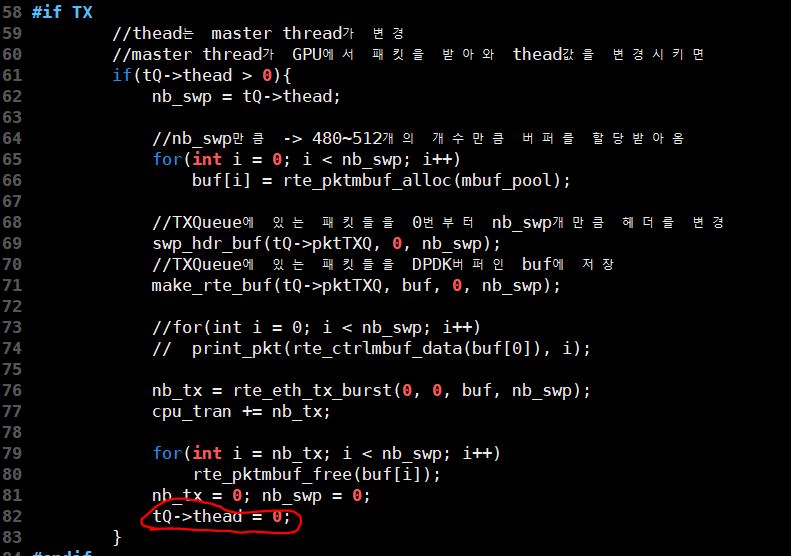 58 #if TX
59 //thead는 master thread가 변경
60 //master thread가 GPU에서 패킷을 받아와 thead값을 변경시키면
61 if(tQ->thead > 0){
62 nb_swp = tQ->thead;
63
64 //nb_swp만큼 -> 480~512개의 개수만큼 버퍼를 할당받아옴
65 for(int i = 0; i < nb_swp; i++)
66 buf[i] = rte_pktmbuf_alloc(mbuf_pool);
67
68 //TXQueue에 있는 패킷들을 0번부터 nb_swp개만큼 헤더를 변경
69 swp_hdr_buf(tQ->pktTXQ, 0, nb_swp);
70 //TXQueue에 있는 패킷들을 DPDK버퍼인 buf에 저장
71 make_rte_buf(tQ->pktTXQ, buf, 0, nb_swp);
72
73 //for(int i = 0; i < nb_swp; i++)
74 // print_pkt(rte_ctrlmbuf_data(buf[0]), i);
75
76 nb_tx = rte_eth_tx_burst(0, 0, buf, nb_swp);
77 cpu_tran += nb_tx;
78
79 for(int i = nb_tx; i < nb_swp; i++)
80 rte_pktmbuf_free(buf[i]);
81 nb_tx = 0; nb_swp = 0;
82 tQ->thead = 0;
83 }
84 #endif